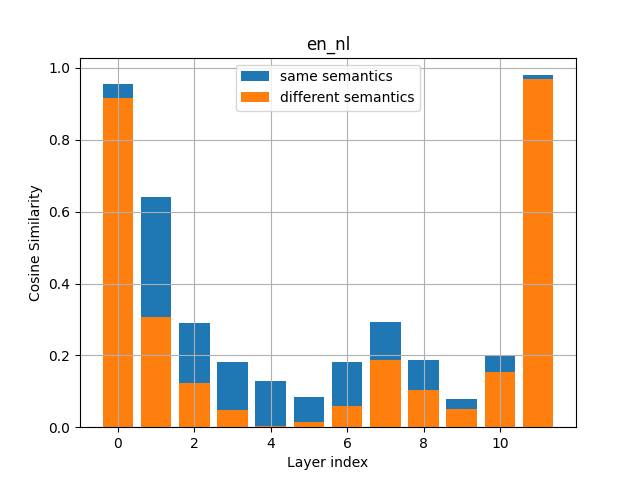 en_nl
same semantics
different semantics
Cosine Similarity
1.0
0.8
0.6
0.4
0.2
0.0
0 2 4 6 8 10
Layer index